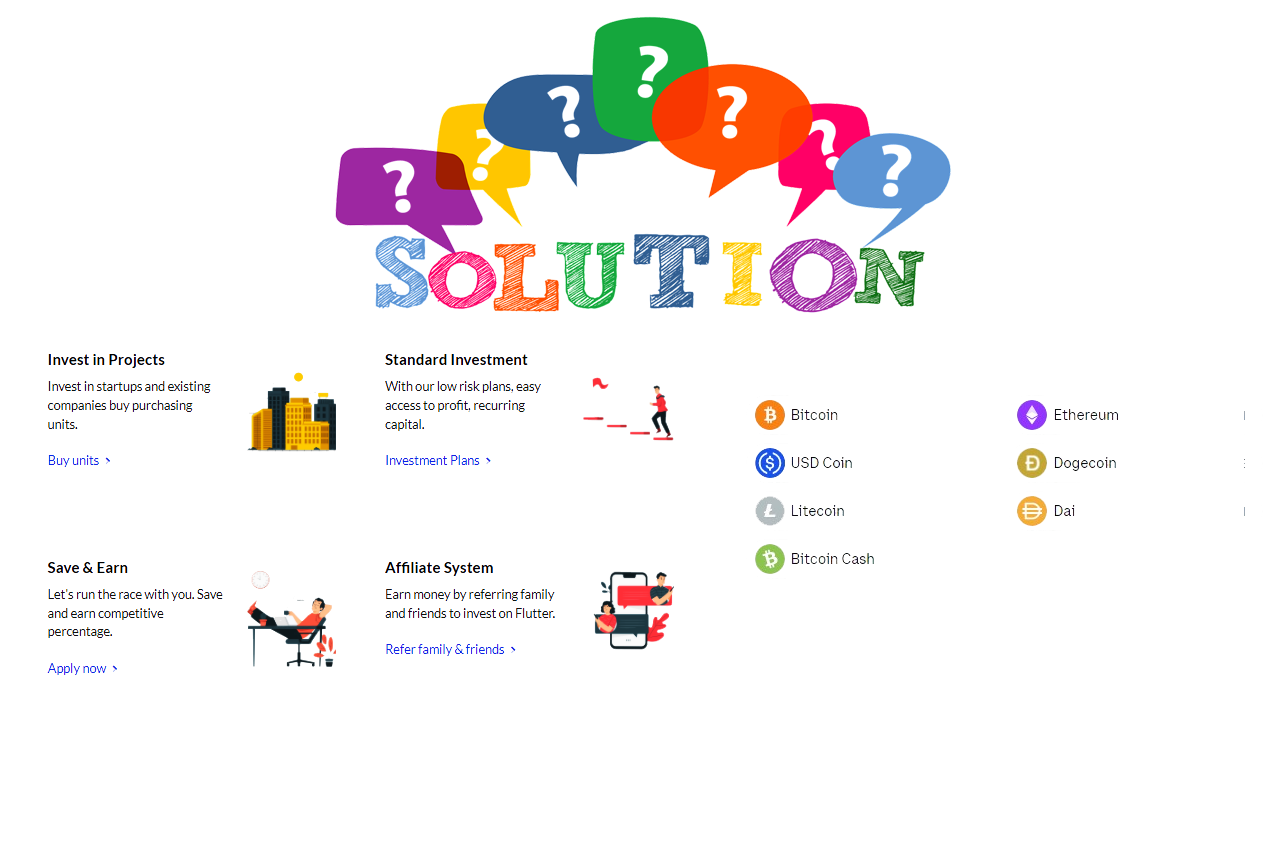 ? ? ? ? ? ? ?
SOLUTION
Invest in Projects
Invest in startups and existing
companies buy purchasing
units.
Buy units ›
Standard Investment
With our low risk plans, easy
access to profit, recurring
capital.
Investment Plans ›
Save & Earn
Let's run the race with you. Save
and earn competitive
percentage.
Apply now ›
Affiliate System
Earn money by referring family
and friends to invest on Flutter.
Refer family & friends ›
Bitcoin
Ethereum
USD Coin
Dogecoin
Litecoin
Dai
Bitcoin Cash